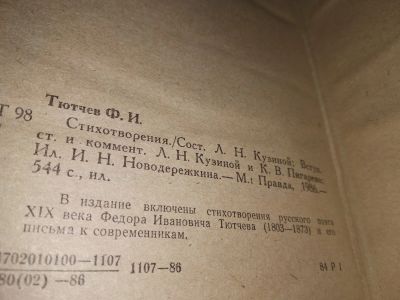 Тютчев Ф. И.
Т 98
Стихотворения./Сост. Л. Н. Кузиной; Вступ.
ст. и коммент. Л. Н. Кузиной и К. В. Пигарева;
Ил. И. Н. Новодережкина.— М.: Правда, 1986.—
544 с., ил.
В издание включены стихотворения русского поэта
XIX века Федора Ивановича Тютчева (1803—1873) и его
письма к современникам.
4702010100—1107
080(02)—86
1107—86
84 Р 1